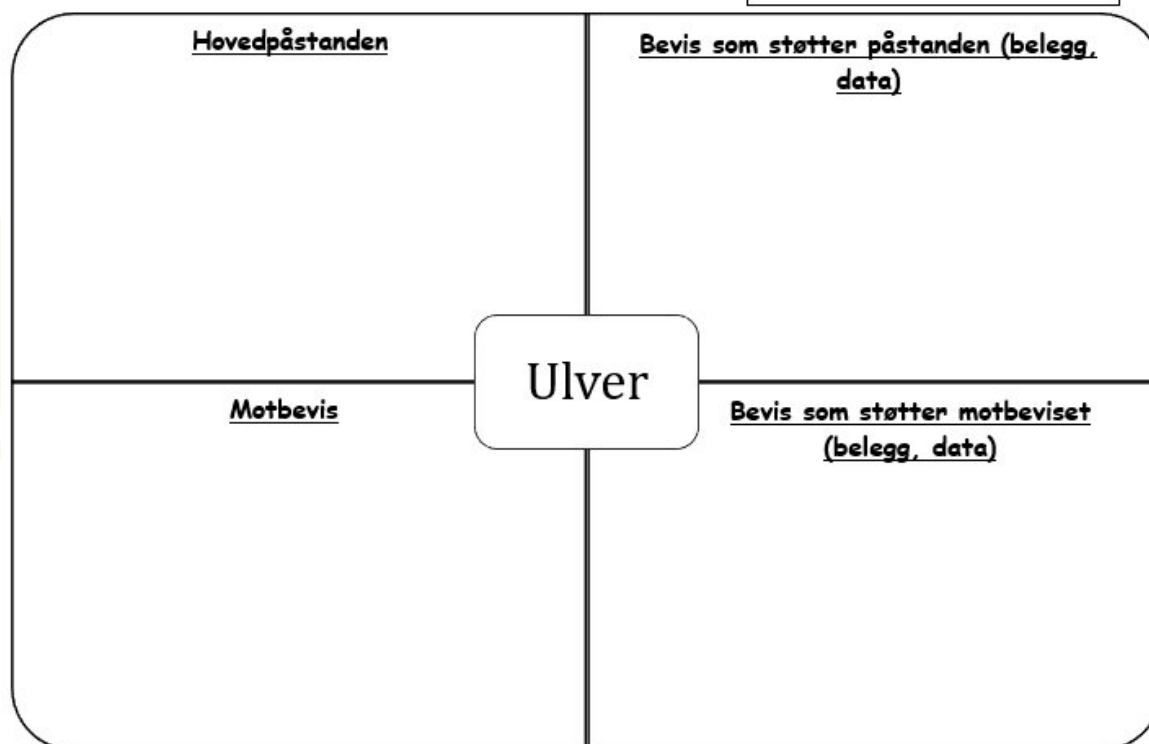 Hovedpåstanden
Bevis som støtter påstanden (belegg,
data)
Ulver
Motbevis
Bevis som støtter motbeviset
(belegg, data)